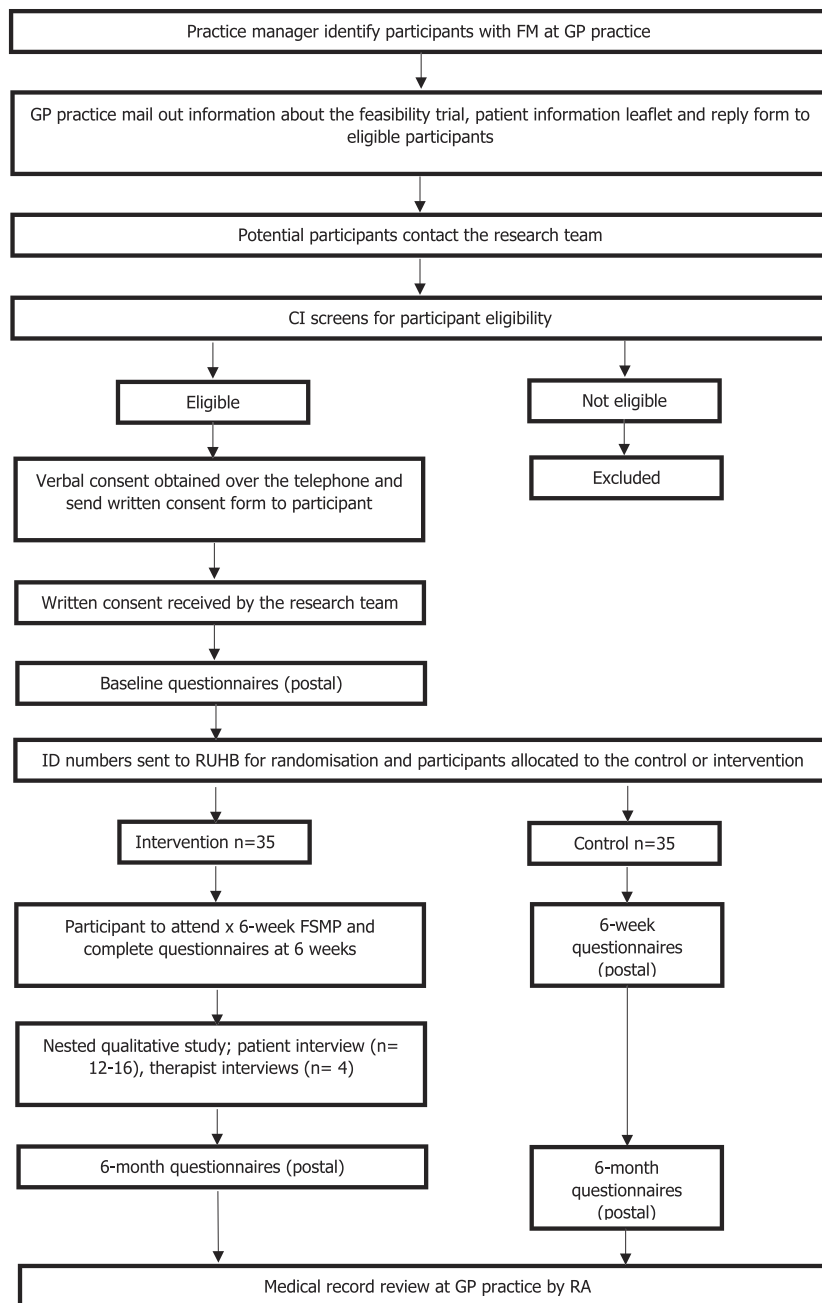 Practice manager identify participants with FM at GP practice
GP practice mail out information about the feasibility trial, patient information leaflet and reply form to
eligible participants
Potential participants contact the research team
CI screens for participant eligibility
Eligible
Not eligible
Verbal consent obtained over the telephone and
send written consent form to participant
Excluded
Written consent received by the research team
Baseline questionnaires (postal)
ID numbers sent to RUHB for randomisation and participants allocated to the control or intervention
Intervention n=35
Control n=35
Participant to attend x 6-week FSMP and
complete questionnaires at 6 weeks
6-week
questionnaires
(postal)
Nested qualitative study; patient interview (n=
12-16), therapist interviews (n= 4)
6-month questionnaires (postal)
6-month
questionnaires
(postal)
Medical record review at GP practice by RA